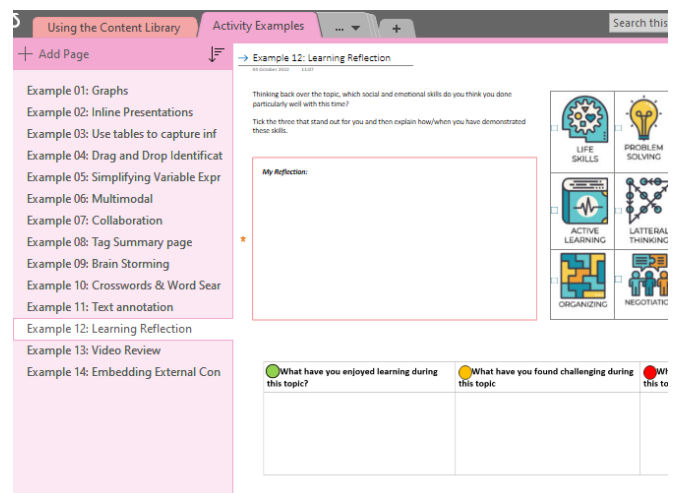 S
Using the Content Library
Activity Examples
...
+
Search this
+ Add Page
Example 01: Graphs
Example 02: Inline Presentations
Example 03: Use tables to capture inf
Example 04: Drag and Drop Identificat
Example 05: Simplifying Variable Expr
Example 06: Multimodal
Example 07: Collaboration
Example 08: Tag Summary page
Example 09: Brain Storming
Example 10: Crosswords & Word Sear
Example 11: Text annotation
Example 12: Learning Reflection
Example 13: Video Review
Example 14: Embedding External Con
Example 12: Learning Reflection
Thinking back over the topic, which social and emotional skills do you think you done
particularly well with this time?
Tick the three that stand out for you and then explain how/when you have demonstrated
these skills.
My Reflection:
LIFE
SKILLS
PROBLEM
SOLVING
ACTIVE
LEARNING
LATTERAL
THINKING
ORGANIZING
NEGOTIATIO
What have you enjoyed learning during
this topic?
What have you found challenging during
this topic
Wh
this to